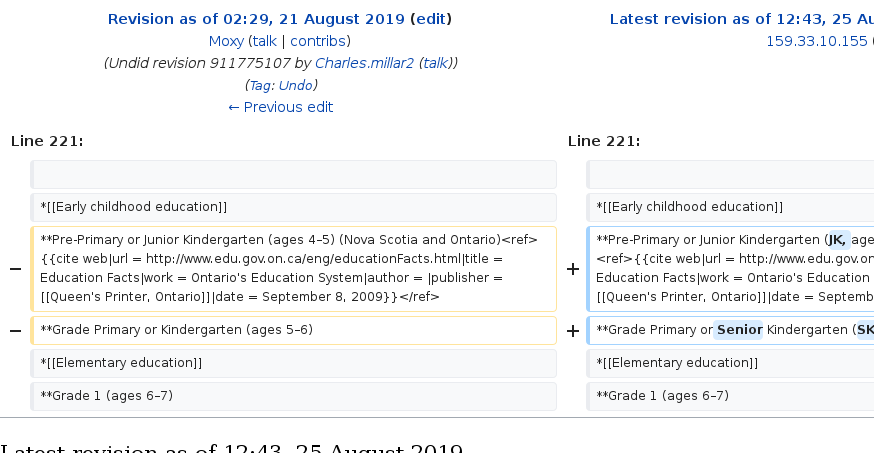 Revision as of 02:29, 21 August 2019 (edit)
Moxy (talk | contribs)
(Undid revision 911775107 by Charles.millar2 (talk))
(Tag: Undo)
← Previous edit
Latest revision as of 12:43, 25
159.33.10.155
Line 221:
*[[Early childhood education]]
− **Pre-Primary or Junior Kindergarten (ages 4–5) (Nova Scotia and Ontario)<ref>
{{cite web|url = http://www.edu.gov.on.ca/eng/educationFacts.html|title =
Education Facts|work = Ontario's Education System|author = |publisher =
[[Queen's Printer, Ontario]]|date = September 8, 2009}}</ref>
− **Grade Primary or Kindergarten (ages 5–6)
*[[Elementary education]]
**Grade 1 (ages 6–7)
Line 221:
*[[Early childhood education]]
+ **Pre-Primary or Junior Kindergarten (JK,
<ref>{{cite web|url = http://www.edu.gov.on
Education Facts|work = Ontario's Education
[[Queen's Printer, Ontario]]|date =
+ **Grade Primary or Senior Kindergarten (SK
*[[Elementary education]]
**Grade 1 (ages 6–7)
Latest revision as of 12:43, 25 August 2019